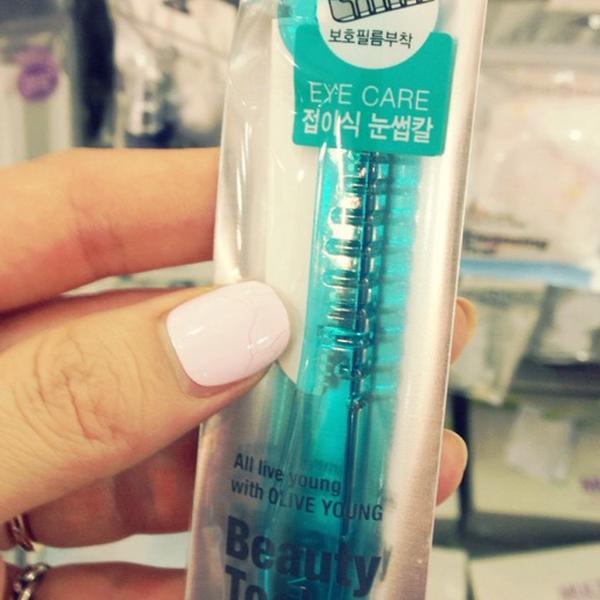 보호필름부착
EYE CARE
접이식 눈썹칼
All live young
with OLIVE YOUNG
Beauty